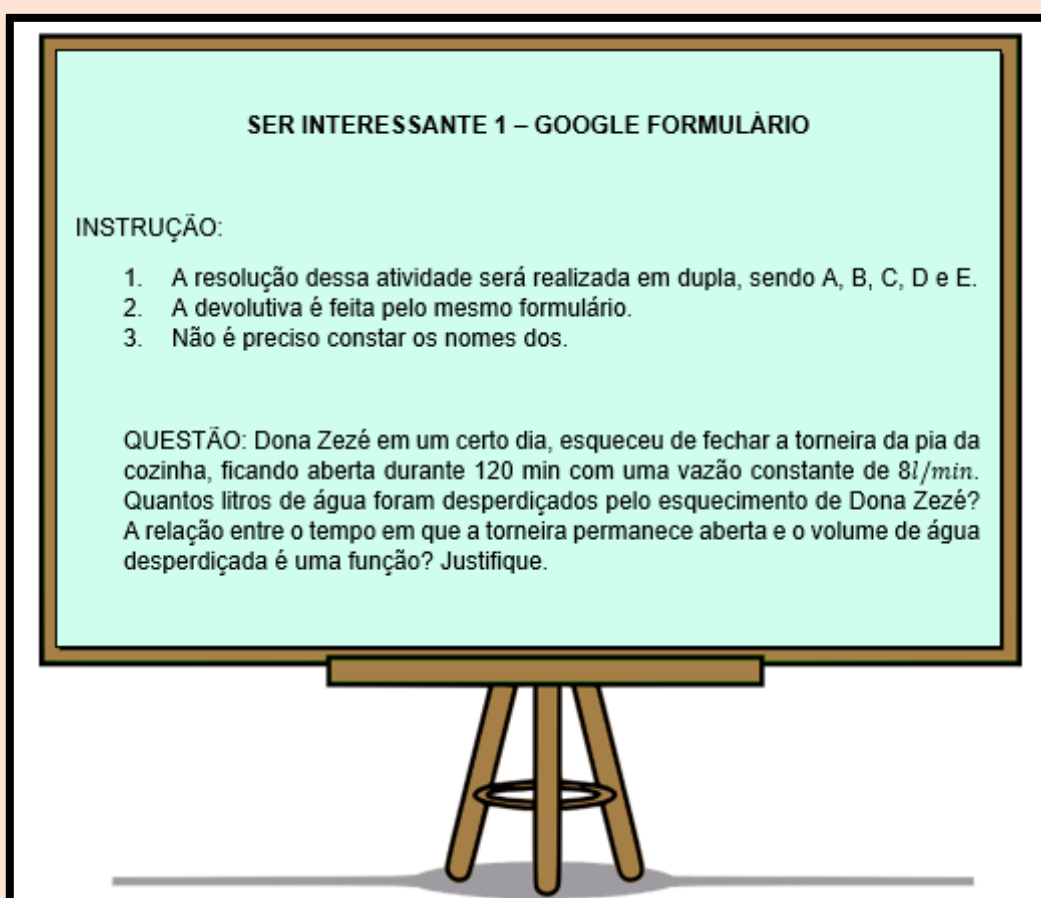 SER INTERESSANTE 1 – GOOGLE FORMULÁRIO
INSTRUÇÃO:
1. A resolução dessa atividade será realizada em dupla, sendo A, B, C, D e E.
2. A devolutiva é feita pelo mesmo formulário.
3. Não é preciso constar os nomes dos.
QUESTÃO: Dona Zezé em um certo dia, esqueceu de fechar a torneira da pia da
cozinha, ficando aberta durante 120 min com uma vazão constante de 8l/min.
Quantos litros de água foram desperdiçados pelo esquecimento de Dona Zezé?
A relação entre o tempo em que a torneira permanece aberta e o volume de água
desperdiçada é uma função? Justifique.